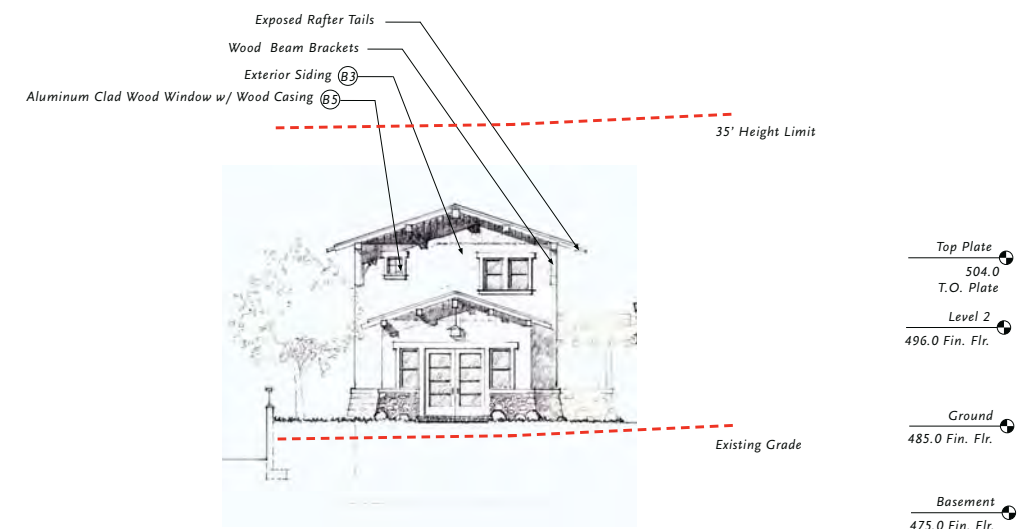 Exposed Rafter Tails
Wood Beam Brackets
Exterior Siding B3
Aluminum Clad Wood Window w/ Wood Casing B5
35' Height Limit
Top Plate
504.0
T.O. Plate
Level 2
496.0 Fin. Flr.
Ground
485.0 Fin. Flr.
Existing Grade
Basement
475.0 Fin. Flr.